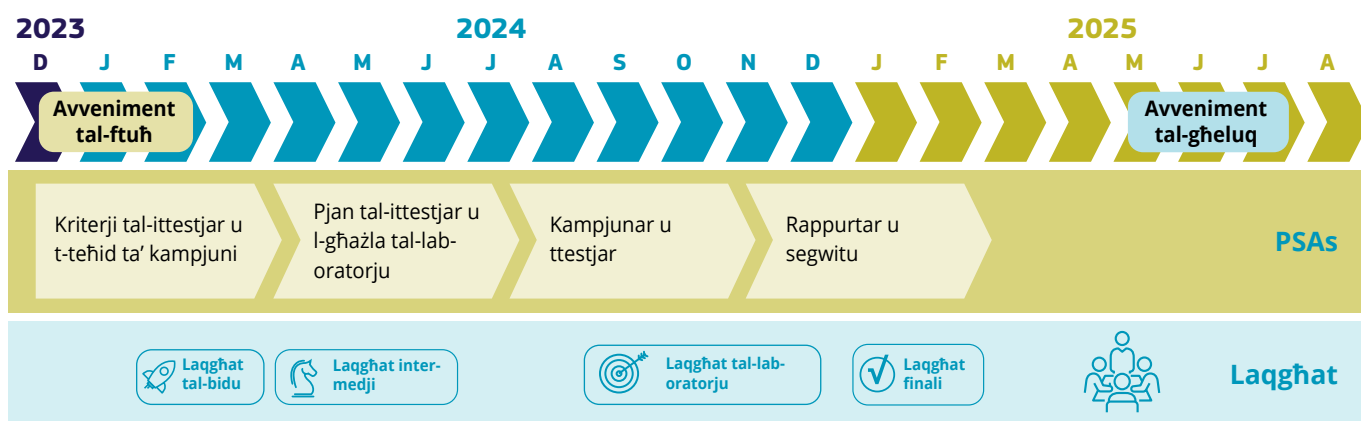 2023 2024 2025
D J F M A M J J A S O N D J F M A M J J A
Avveniment
tal-ftuħ
Avveniment
tal-għeluq
Kriterji tal-ittestjar u
t-teħid ta’ kampjuni
Pjan tal-ittestjar u
l-għażla tal-lab-
oratorju
Kampjunar u
ttestjar
Rappurtar u
segwitu
PSAs
Laqgħat
tal-bidu
Laqgħat inter-
medji
Laqgħat tal-lab-
oratorju
Laqgħat
finali
Laqgħat